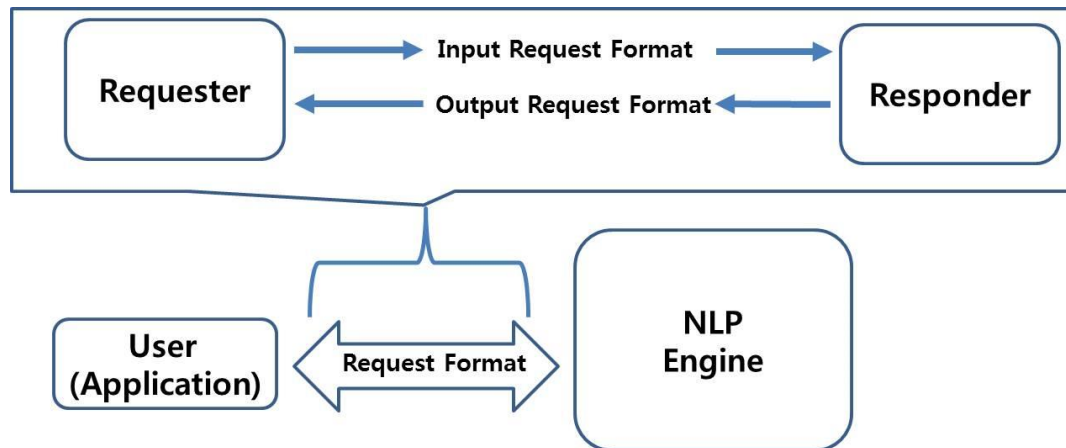 Requester
Input Request Format
Output Request Format
Responder
User
(Application)
Request Format
NLP
Engine